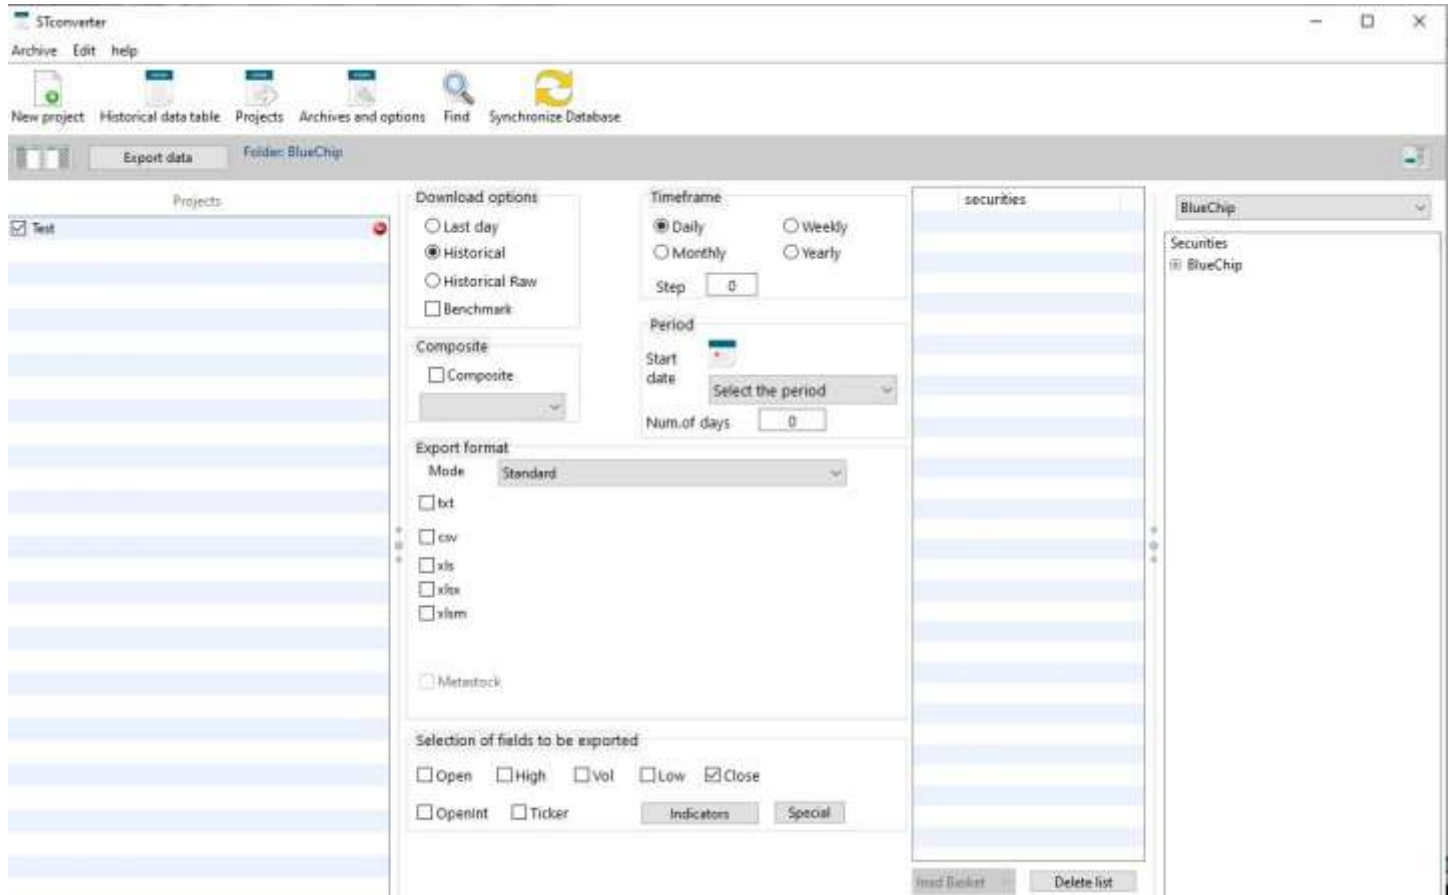 STconverter
Archive Edit help
New project Historical data table Projects Archives and options Find Synchronize Database
Export data Folder: BlueChip
Projects
Test
Download options
Last day
Historical
Historical Raw
Benchmark
Composite
Composite
Timeframe
Daily Weekly
Monthly Yearly
Step 0
Period
Start date
Select the period
Num.of days 0
Export format
Mode Standard
txt
csv
xls
xlsx
xlsm
Metastock
Selection of fields to be exported
Open High Vol Low Close
OpenInt Ticker Indicators Special
securities
Basket Delete list
BlueChip
Securities
BlueChip